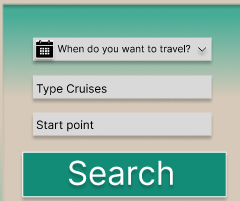 When do you want to travel?
Type Cruises
Start point
Search